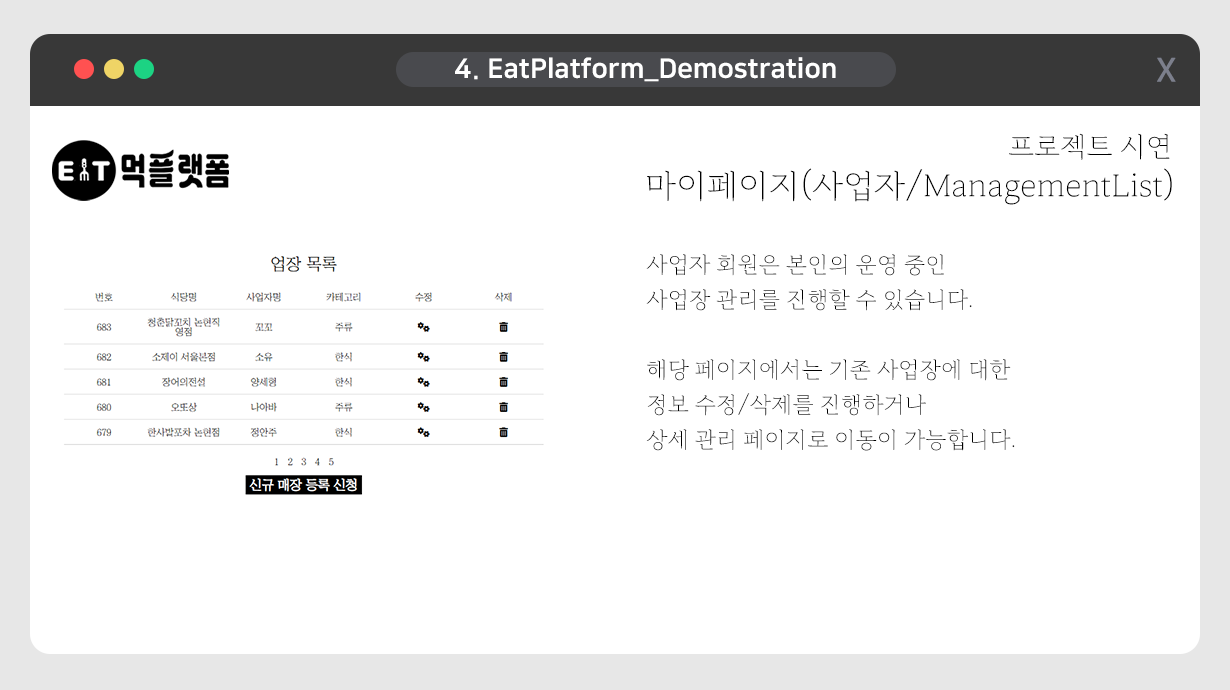 4. EatPlatform_Demostration
X
EAT 먹플랫폼
프로젝트 시연
마이페이지(사업자/ManagementList)
업장 목록
번호 식당명 사업자명 카테고리 수정 삭제
683 청춘닭꼬치 논현직영점 꼬꼬 주류
682 소제이 서울본점 소유 한식
681 장어의전설 양세형 한식
680 오또상 나아바 주류
679 한사발포차 논현점 정안주 한식
1 2 3 4 5
신규 매장 등록 신청
사업자 회원은 본인의 운영 중인
사업장 관리를 진행할 수 있습니다.
해당 페이지에서는 기존 사업장에 대한
정보 수정/삭제를 진행하거나
상세 관리 페이지로 이동이 가능합니다.